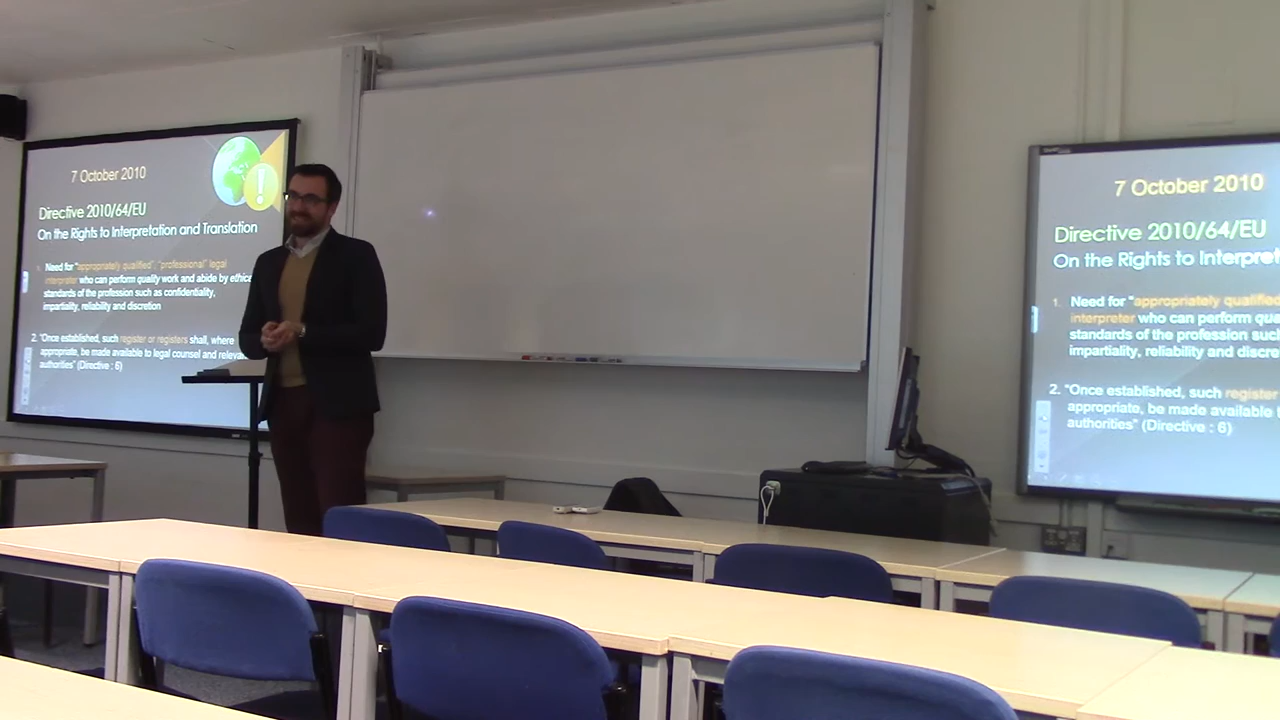 7 October 2010
Directive 2010/64/EU
On the Rights to Interpretation and Translation
1. Need for "appropriately qualified", "professional" legal
interpreter who can perform quality work and abide by ethical
standards of the profession such as confidentiality,
impartiality, reliability and discretion
2. "Once established, such register or registers shall, where
appropriate, be made available to legal counsel and relevant
authorities" (Directive : 6)
7 October 2010
Directive 2010/64/EU
On the Rights to Interpret
1. Need for "appropriately qualified
interpreter who can perform qua
standards of the profession suc
impartiality, reliability and discre
2. "Once established, such register
appropriate, be made available t
authorities" (Directive : 6)